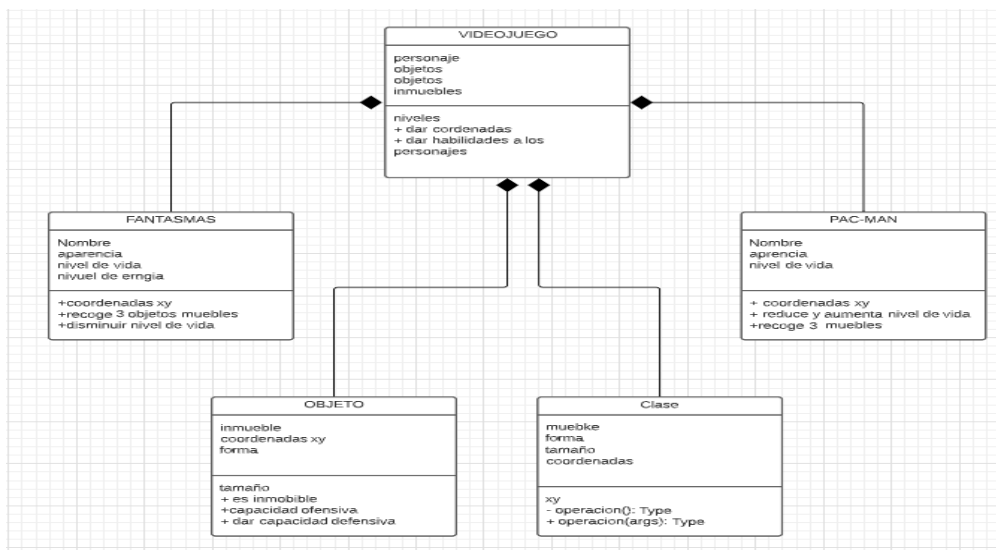 VIDEOJUEGO
personaje
objetos
objetos
inmuebles
niveles
+ dar cordenadas
+ dar habilidades a los
personajes
FANTASMAS
Nombre
aparencia
nivel de vida
nivuel de erngia
+coordenadas xy
+recoge 3 objetos muebles
+disminuir nivel de vida
PAC-MAN
Nombre
aprencia
nivel de vida
+ coordenadas xy
+ reduce y aumenta nivel de vida
+recoge 3 muebles
OBJETO
inmueble
coordenadas xy
forma
tamaño
+ es inmobible
+capacidad ofensiva
+ dar capacidad defensiva
Clase
muebke
forma
tamaño
coordenadas
xy
- operacion(): Type
+ operacion(args): Type